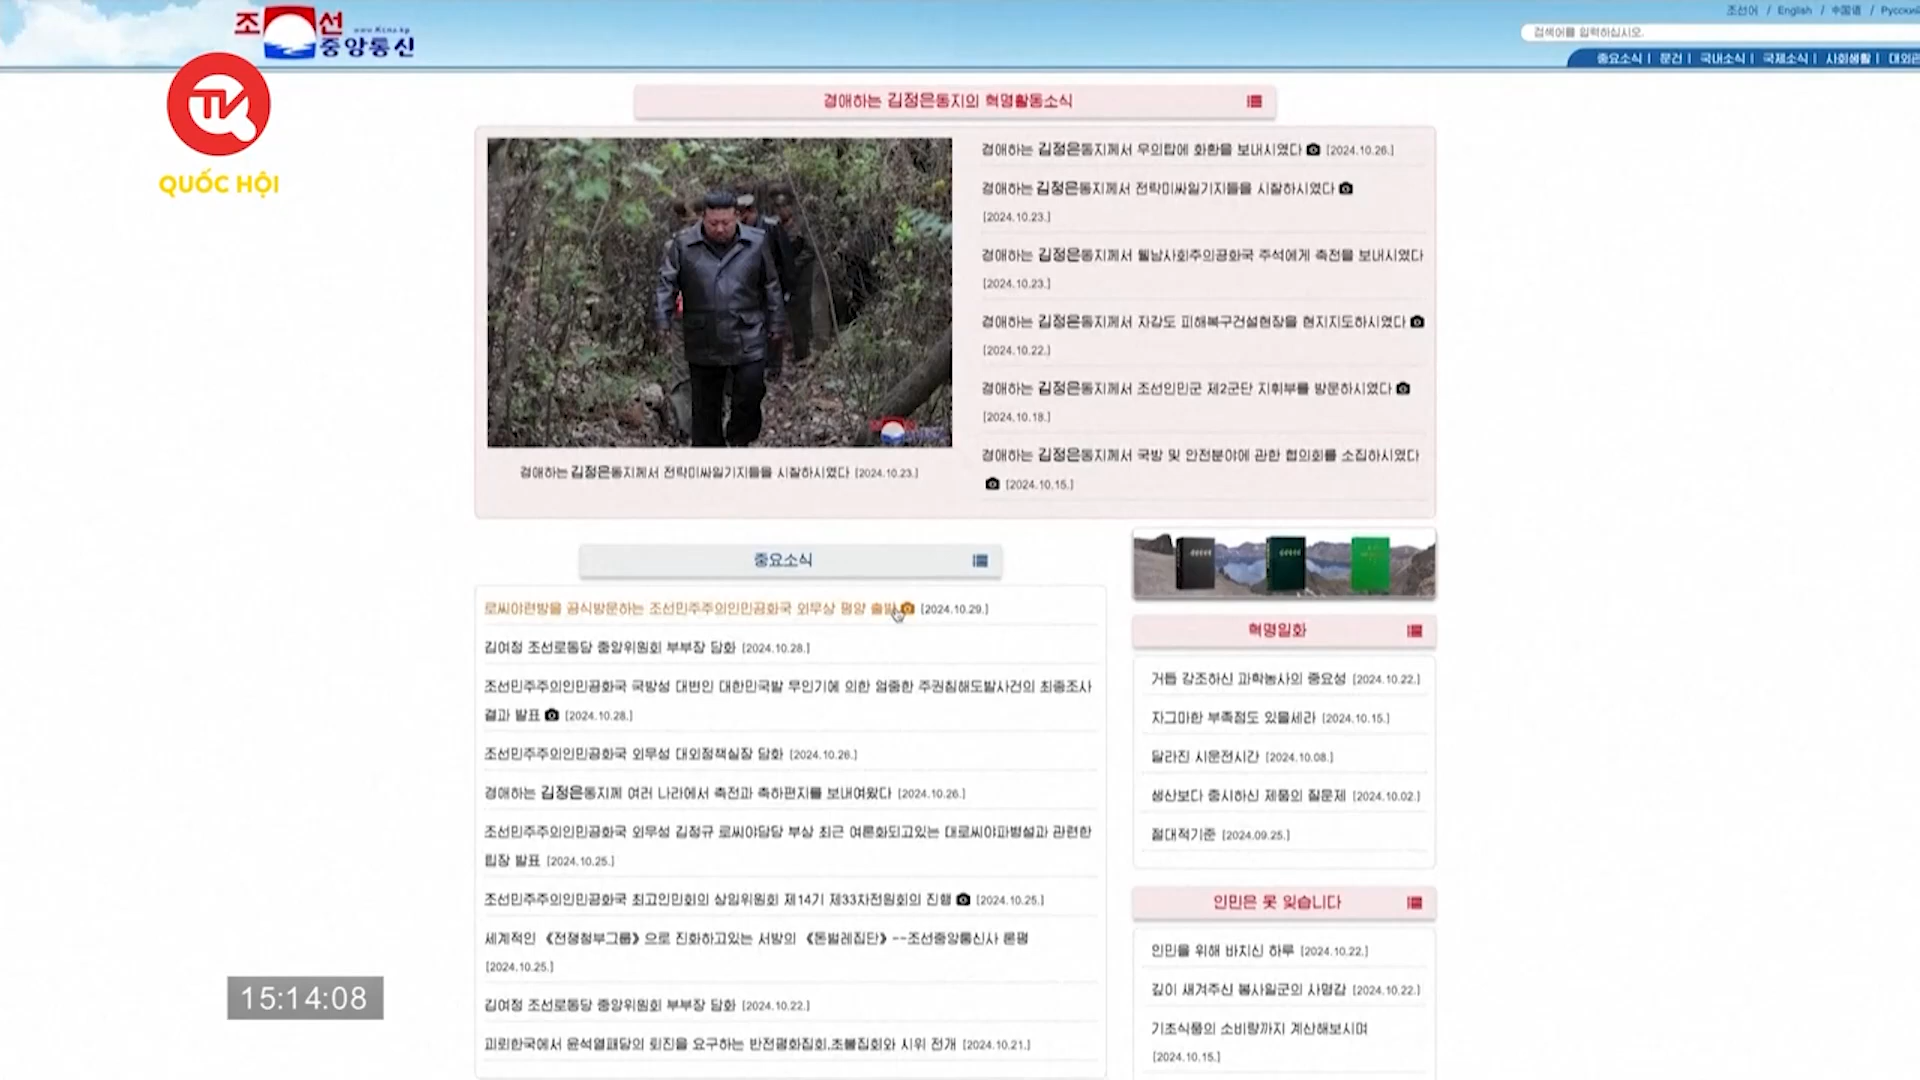 조선
www.kcna.kp
중앙통신
조선어 / English / 中国语 /
검색어를 입력하십시오.
중요소식 | 문건 | 국내소식 | 국제소식 | 사회생활 |
TV
QUỐC HỘI
경애하는 김정은동지의 혁명활동소식
경애하는 김정은동지께서 전략미싸일기지들을 시찰하시였다 [2024.10.23.]
경애하는 김정은동지께서 우의탑에 화환을 보내시였다 [2024.10.26.]
경애하는 김정은동지께서 전략미싸일기지들을 시찰하시였다
[2024.10.23.]
경애하는 김정은동지께서 웰남사회주의공화국 주석에게 축전을 보내시였다
[2024.10.23.]
경애하는 김정은동지께서 자강도 피해복구건설현장을 현지지도하시였다
[2024.10.22.]
경애하는 김정은동지께서 조선인민군 제2군단 지휘부를 방문하시였다
[2024.10.18.]
경애하는 김정은동지께서 국방 및 안전분야에 관한 협의회를 소집하시였다
[2024.10.15.]
중요소식
로씨야련방을 공식방문하는 조선민주주의인민공화국 외무상 평양 출발 [2024.10.29.]
김여정 조선로동당 중앙위원회 부부장 담화 [2024.10.28.]
조선민주주의인민공화국 국방성 대변인 대한민국발 무인기에 의한 엄중한 주권침해도발사건의 최종조사
결과 발표 [2024.10.28.]
조선민주주의인민공화국 외무성 대외정책실장 담화 [2024.10.26.]
경애하는 김정은동지께 여러 나라에서 축전과 축하편지를 보내여왔다 [2024.10.26.]
조선민주주의인민공화국 외무성 김정규 로씨야담당 부상 최근 여론화되고있는 대로씨야파병설과 관련한
립장 발표 [2024.10.25.]
조선민주주의인민공화국 최고인민회의 상임위원회 제14기 제33차전원회의 진행 [2024.10.25.]
세계적인 《전쟁청부그룹》으로 진화하고있는 서방의 《돈벌레집단》--조선중앙통신사 론평
[2024.10.25.]
김여정 조선로동당 중앙위원회 부부장 담화 [2024.10.22.]
괴뢰한국에서 윤석열패당의 퇴진을 요구하는 반전평화집회,초불집회와 시위 전개 [2024.10.21.]
혁명일화
거듭 강조하신 과학농사의 중요성 [2024.10.22.]
자그마한 부족점도 있을세라 [2024.10.15.]
달라진 시운전시간 [2024.10.08.]
생산보다 중시하신 제품의 질문제 [2024.10.02.]
절대적기준 [2024.09.25.]
인민은 못 잊습니다
인민을 위해 바치신 하루 [2024.10.22.]
깊이 새겨주신 봉사일군의 사명감 [2024.10.22.]
기초식품의 소비량까지 계산해보시며
[2024.10.15.]
15:14:08